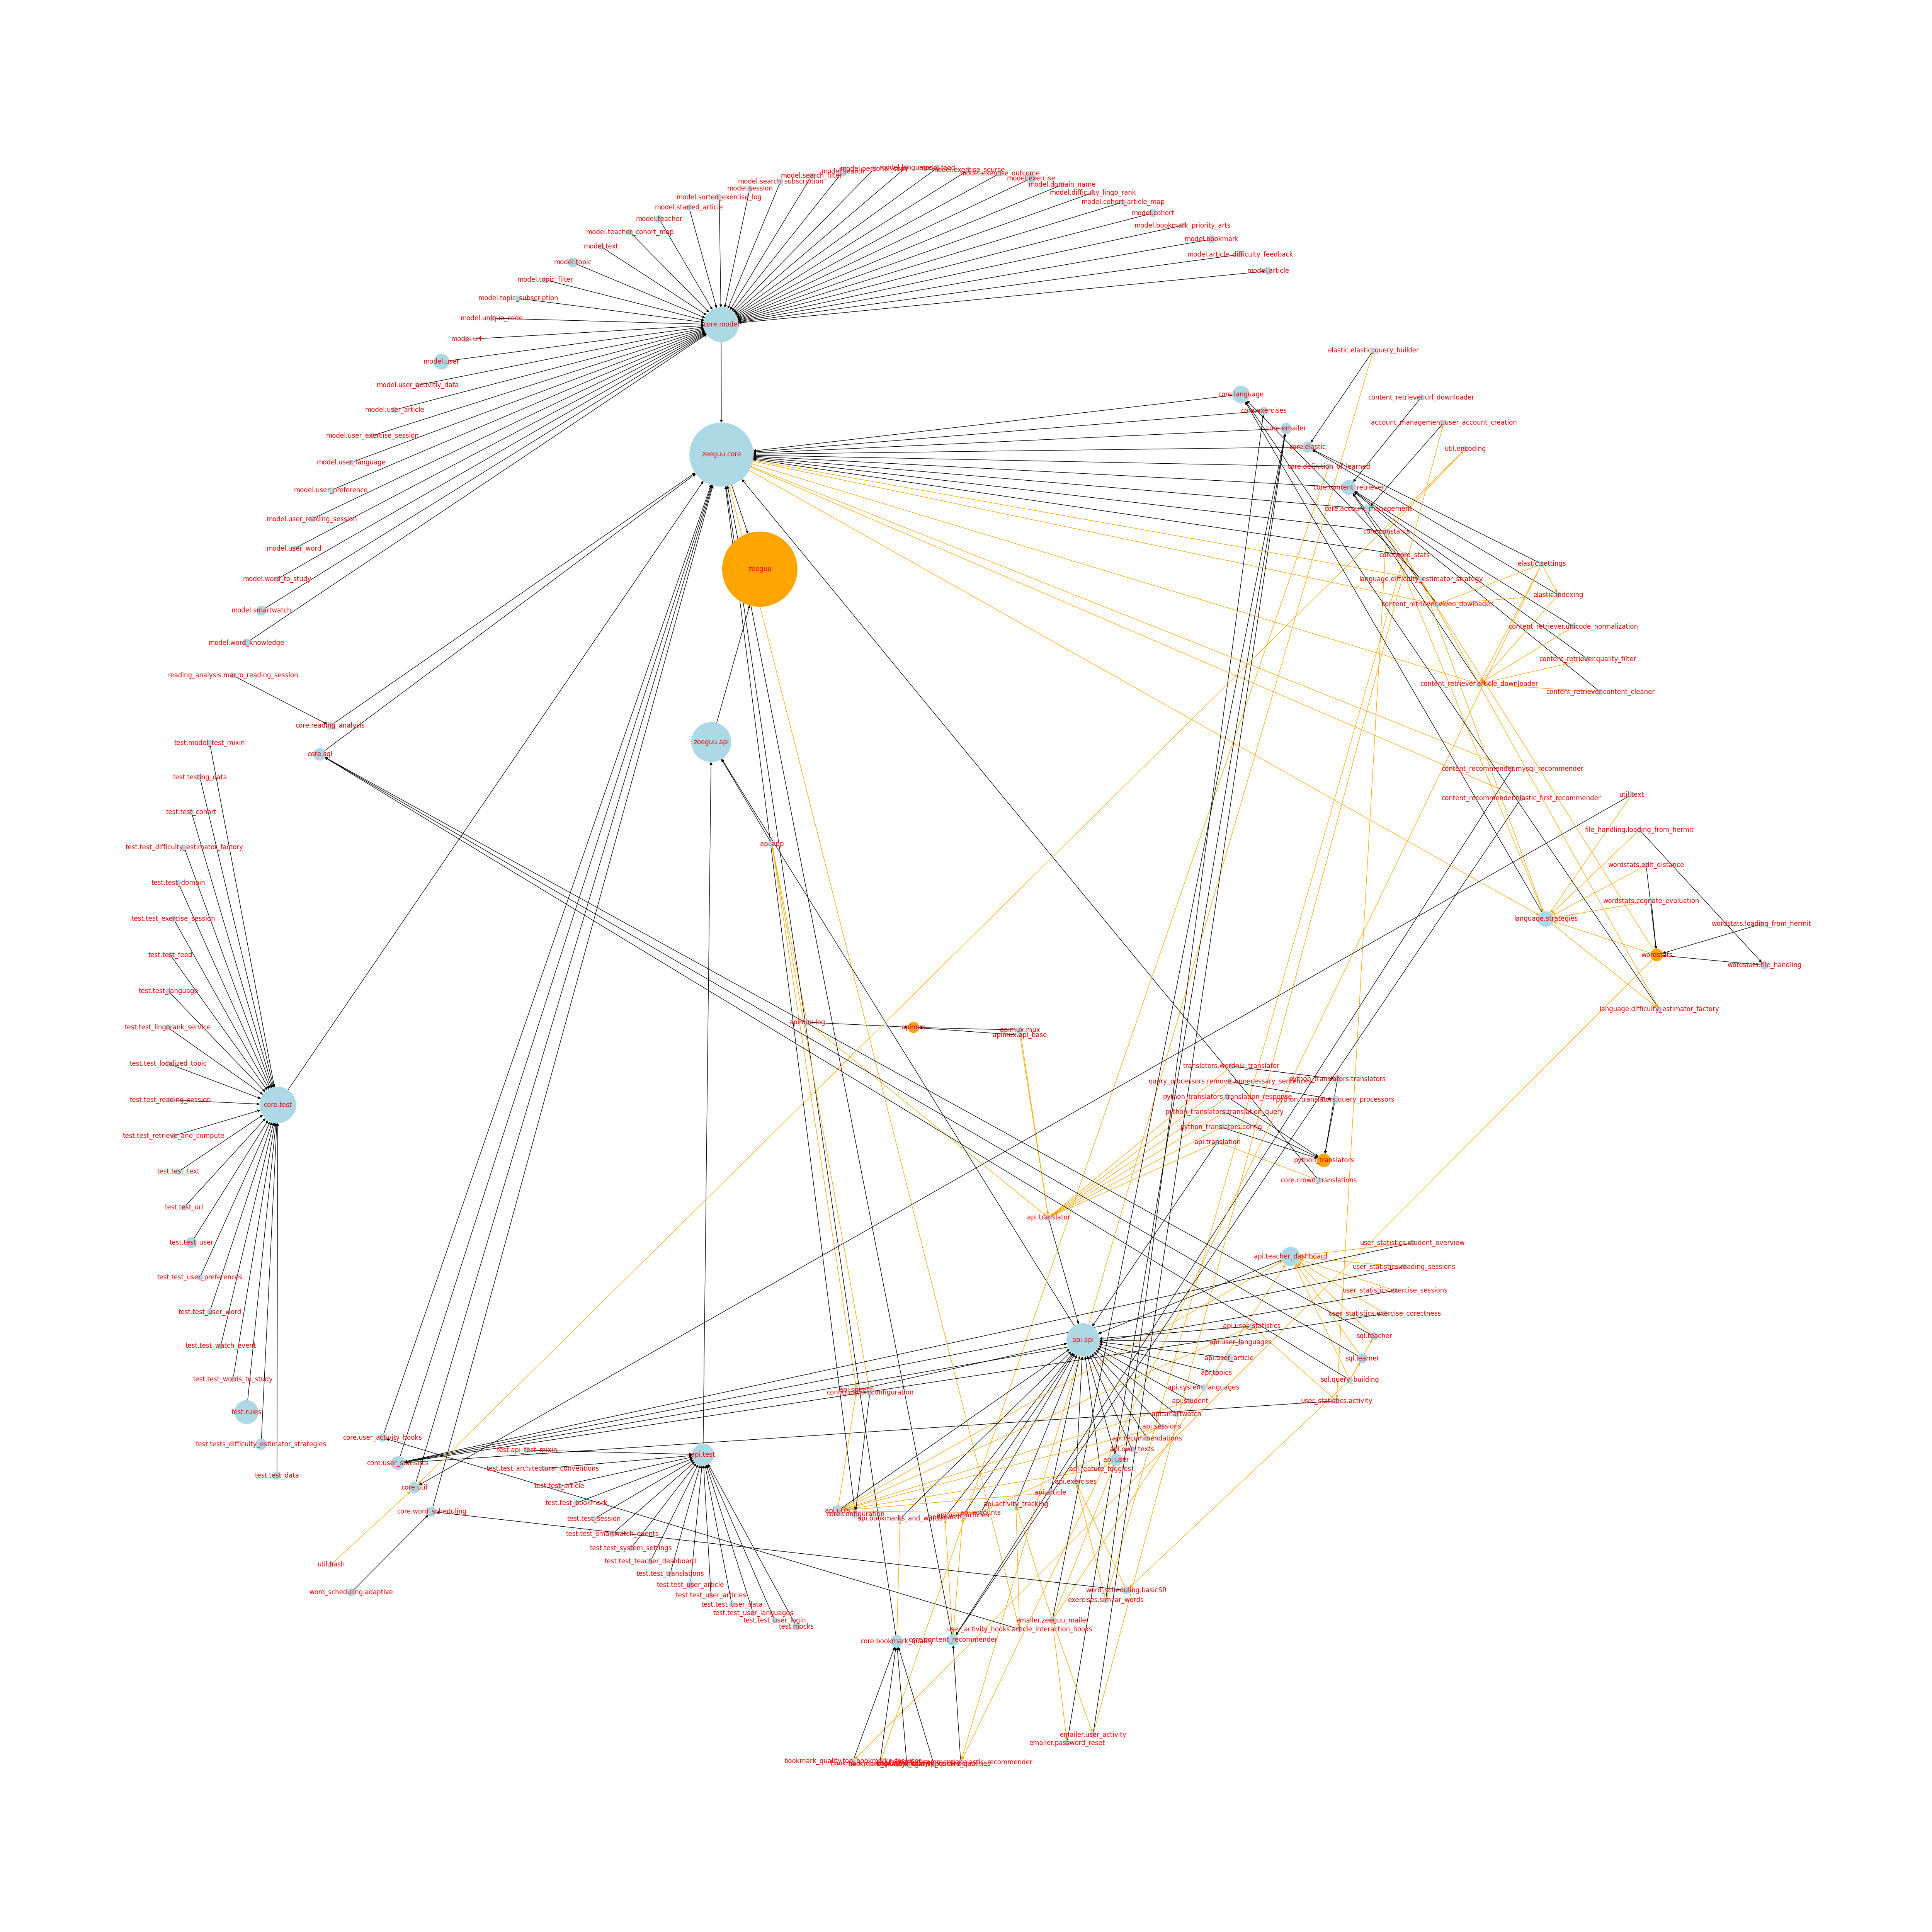 model.search
model.personal_copy
model.language
model.feed
model.exercise_source
model.exercise_outcome
model.search_filter
model.exercise
model.search_subscription
model.domain_name
model.session
model.difficulty_lingo_rank
model.sorted_exercise_log
model.cohort_article_map
model.starred_article
model.cohort
model.teacher
model.bookmark_priority_arts
model.teacher_cohort_map
model.bookmark
model.text
model.article_difficulty_feedback
model.topic
model.article
model.topic_filter
model.topic_subscription
model.unique_code
core.model
model.url
elastic.elastic_query_builder
model.user
model.user_activitiy_data
core.language
content_retriever.url_downloader
model.user_article
core.exercises
account_management.user_account_creation
core.emailer
model.user_exercise_session
core.elastic
util.encoding
zeeguu.core
model.user_language
core.definition_of_learned
model.user_preference
core.content_retriever
core.account_management
model.user_reading_session
core.constants
model.user_word
core.word_stats
elastic.settings
zeeguu
model.word_to_study
language.difficulty_estimator_strategy
elastic.indexing
content_retriever.video_dowloader
model.smartwatch
content_retriever.unicode_normalization
model.word_knowledge
content_retriever.quality_filter
reading_analysis.macro_reading_session
content_retriever.article_downloader
content_retriever.content_cleaner
core.reading_analysis
test.model_test_mixin
zeeguu.api
core.sql
content_recommender.mysql_recommender
test.testing_data
util.text
content_recommender.elastic_first_recommender
test.test_cohort
file_handling.loading_from_hermit
api.app
test.test_difficulty_estimator_factory
wordstats.edit_distance
test.test_domain
wordstats.cognate_evaluation
test.test_exercise_session
language.strategies
wordstats.loading_from_hermit
test.test_feed
wordstats
wordstats.file_handling
test.test_language
language.difficulty_estimator_factory
apimux.log
apimux
apimux.mux
test.test_lingorank_service
apimux.api_base
test.test_localized_topic
translators.wordnik_translator
python_translators.translators
query_processors.remove_unnecessary_sentences
python_translators.translation_response
python_translators.query_processors
test.test_reading_session
core.test
python_translators.translation_query
python_translators.config
test.test_retrieve_and_compute
api.translation
python_translators
test.test_text
core.crowd_translations
test.test_url
api.translator
test.test_user
user_statistics.student_overview
api.teacher_dashboard
user_statistics.reading_sessions
test.test_user_preferences
user_statistics.exercise_sessions
test.test_user_word
user_statistics.exercise_corectness
api.user_statistics
sql.teacher
api.api
api.user_languages
test.test_watch_event
api.user_article
sql.learner
api.topics
test.test_words_to_study
sql.query_building
api.system_languages
configuration.configuration
api.student
user_statistics.activity
test.rules
api.smartwatch
api.sessions
core.user_activity_hooks
api.recommendations
test.tests_difficulty_estimator_strategies
test.api_test_mixin
api.own_texts
api.test
api.user
core.user_statistics
test.test_architectural_conventions
api.feature_toggles
test.test_data
api.exercises
core.util
test.test_article
api.article
test.test_bookmark
api.activity_tracking
core.word_scheduling
api.utils
core.configuration
api.accounts
test.test_session
api.bookmarks_and_words
test.test_smartwatch_events
test.test_system_settings
test.test_teacher_dashboard
util.hash
test.test_translations
test.test_user_article
word_scheduling.adaptive
word_scheduling.basicSR
test.test_user_articles
exercises.similar_words
test.test_user_data
test.test_user_languages
test.test_user_login
emailer.zeeguu_mailer
test.mocks
user_activity_hooks.article_interaction_hooks
core.bookmark_quality
core.content_recommender
emailer.user_activity
emailer.password_reset